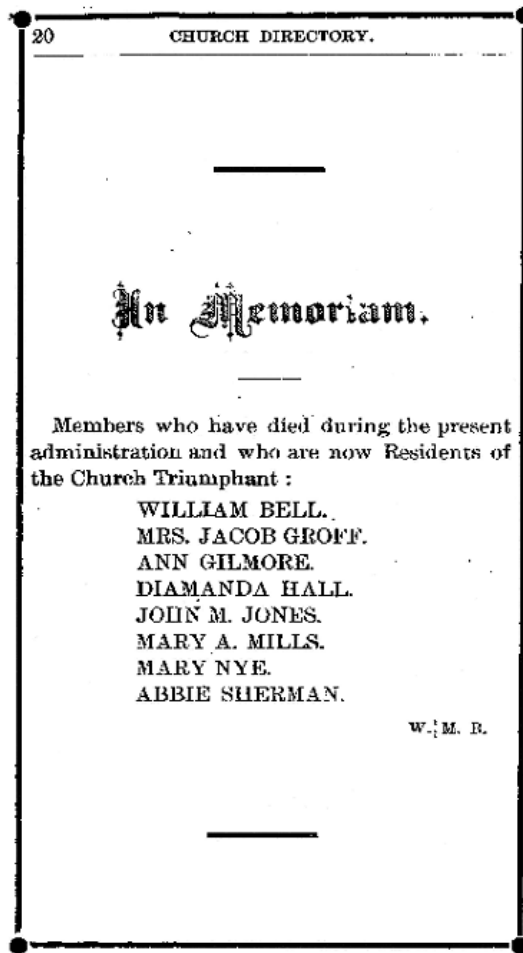 20 CHURCH DIRECTORY.
In Memoriam.
Members who have died during the present
administration and who are now Residents of
the Church Triumphant :
WILLIAM BELL.
MRS. JACOB GROFF.
ANN GILMORE.
DIAMANDA HALL.
JOHN M. JONES.
MARY A. MILLS.
MARY NYE.
ABBIE SHERMAN.
W. M. B.